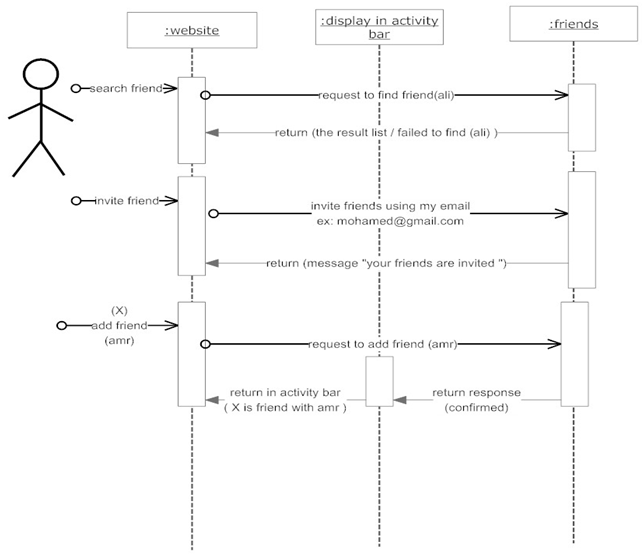 :website
:display in activity
bar
:friends
search friend
request to find friend(ali)
return (the result list / failed to find (ali) )
invite friend
invite friends using my email
ex: mohamed@gmail.com
return (message "your friends are invited ")
(X)
add friend
(amr)
request to add friend (amr)
return in activity bar
( X is friend with amr )
return response
(confirmed)